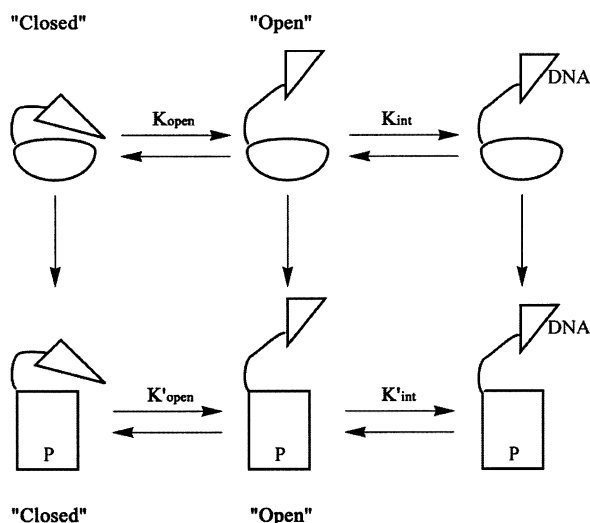 "Closed"
"Open"
DNA
Kopen
Kint
DNA
K'open
K'int
P
P
P
"Closed"
"Open"